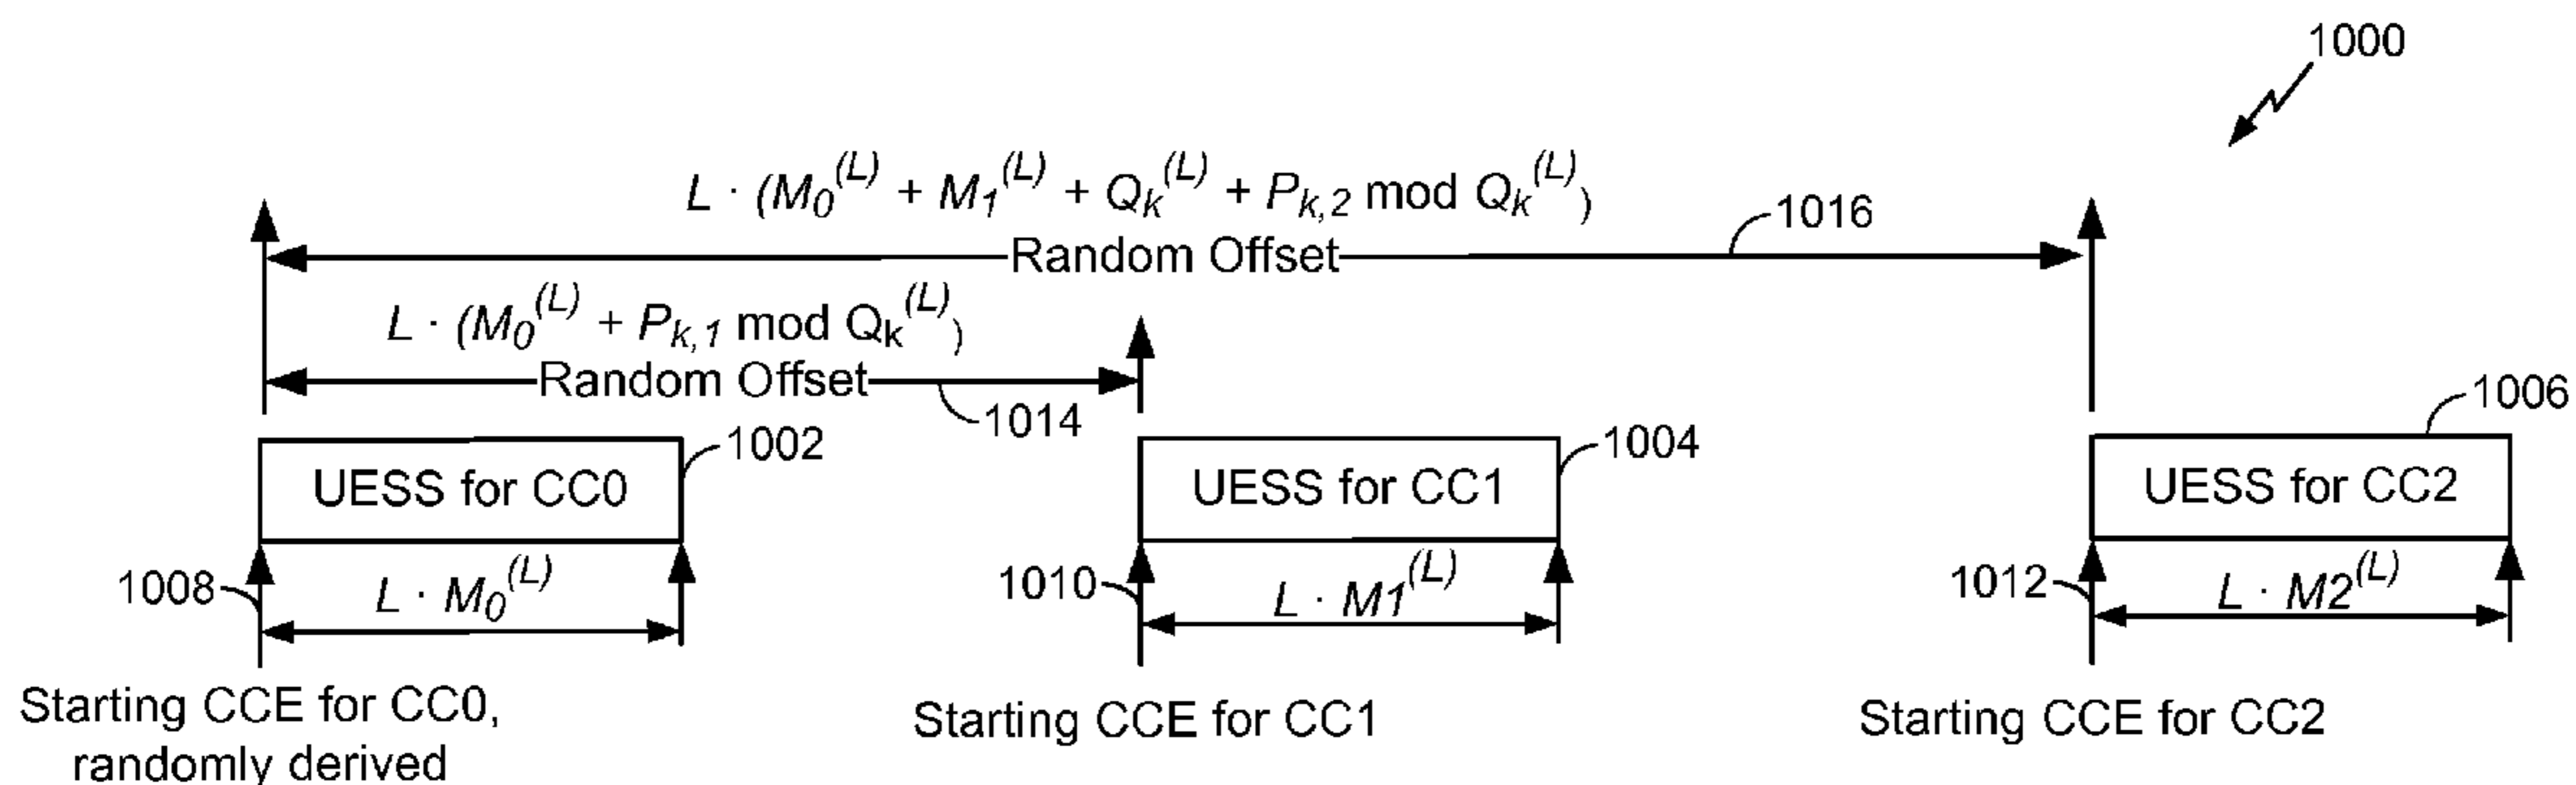 1000
L · (M₀⁽ᴸ⁾ + M₁⁽ᴸ⁾ + Qₖ⁽ᴸ⁾ + Pₖ,₂ mod Qₖ⁽ᴸ⁾)
1016
Random Offset
L · (M₀⁽ᴸ⁾ + Pₖ,₁ mod Qₖ⁽ᴸ⁾)
Random Offset
1014
1002
1004
1006
UESS for CC0
UESS for CC1
UESS for CC2
1008
L · M₀⁽ᴸ⁾
1010
L · M1⁽ᴸ⁾
1012
L · M2⁽ᴸ⁾
Starting CCE for CC0,
randomly derived
Starting CCE for CC1
Starting CCE for CC2